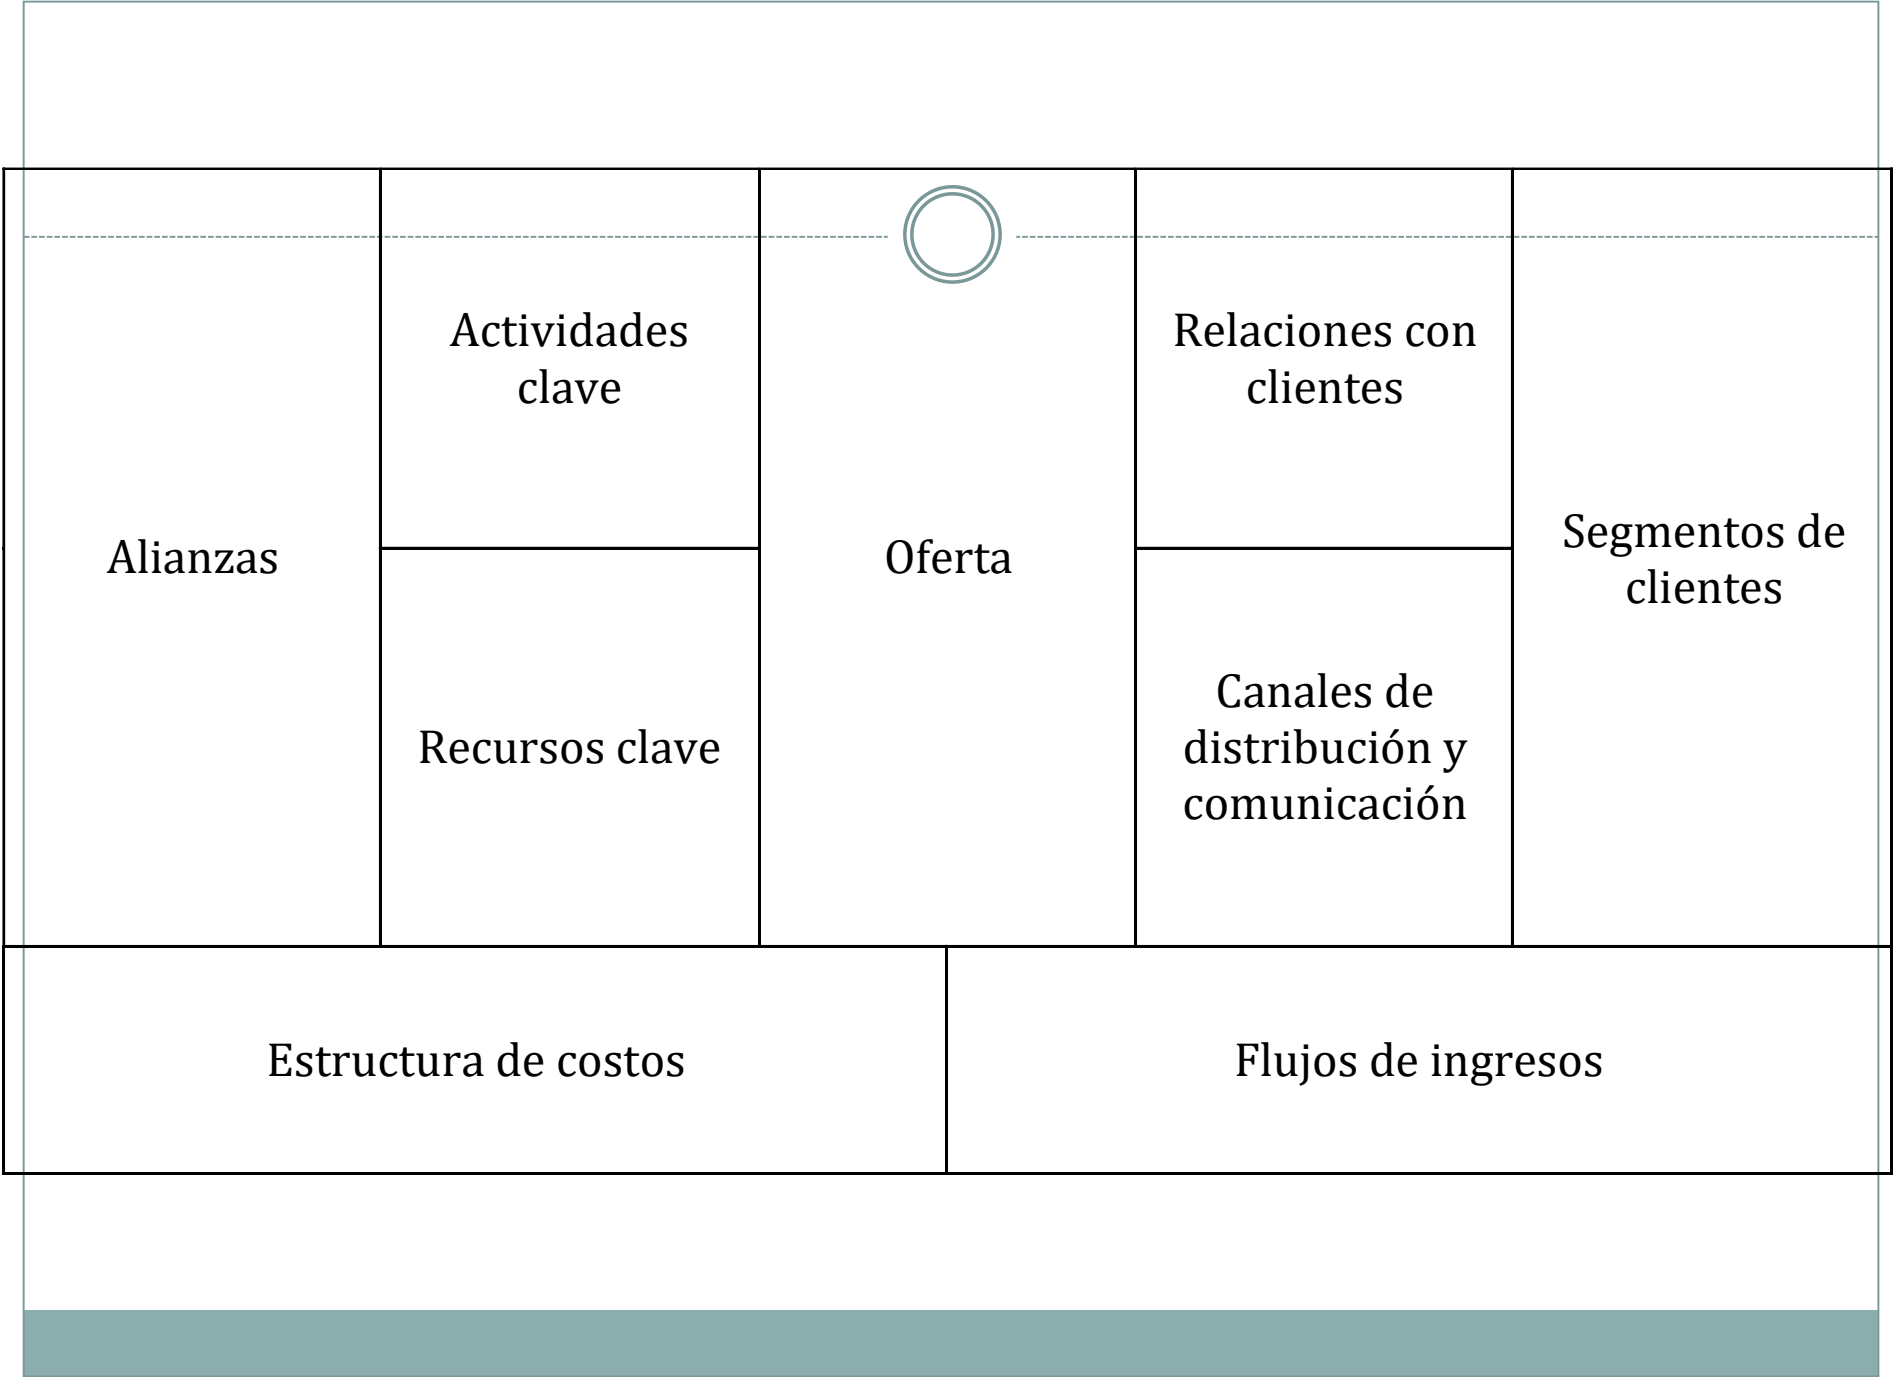 Alianzas
Actividades
clave
Recursos clave
Oferta
Relaciones con
clientes
Canales de
distribución y
comunicación
Segmentos de
clientes
Estructura de costos
Flujos de ingresos